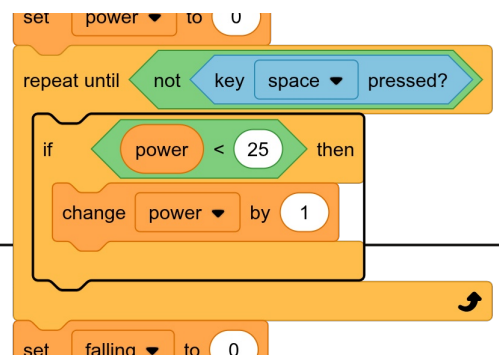 set power to 0
repeat until not key space pressed?
if power < 25 then
change power by 1
set falling to 0